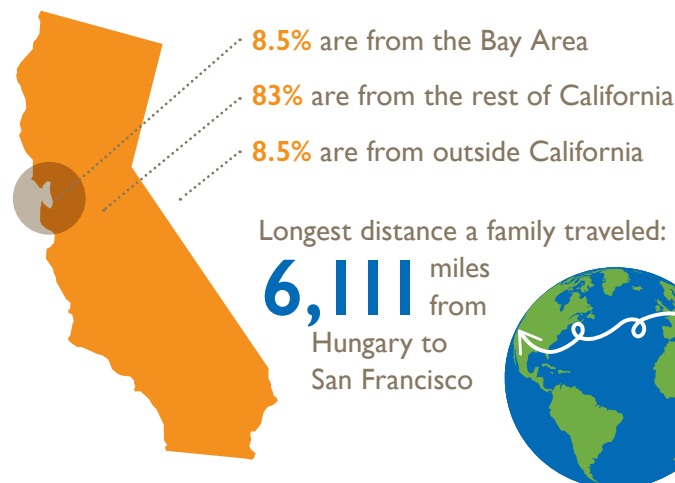 8.5% are from the Bay Area
83% are from the rest of California
8.5% are from outside California
Longest distance a family traveled:
6,111 miles
from
Hungary to
San Francisco